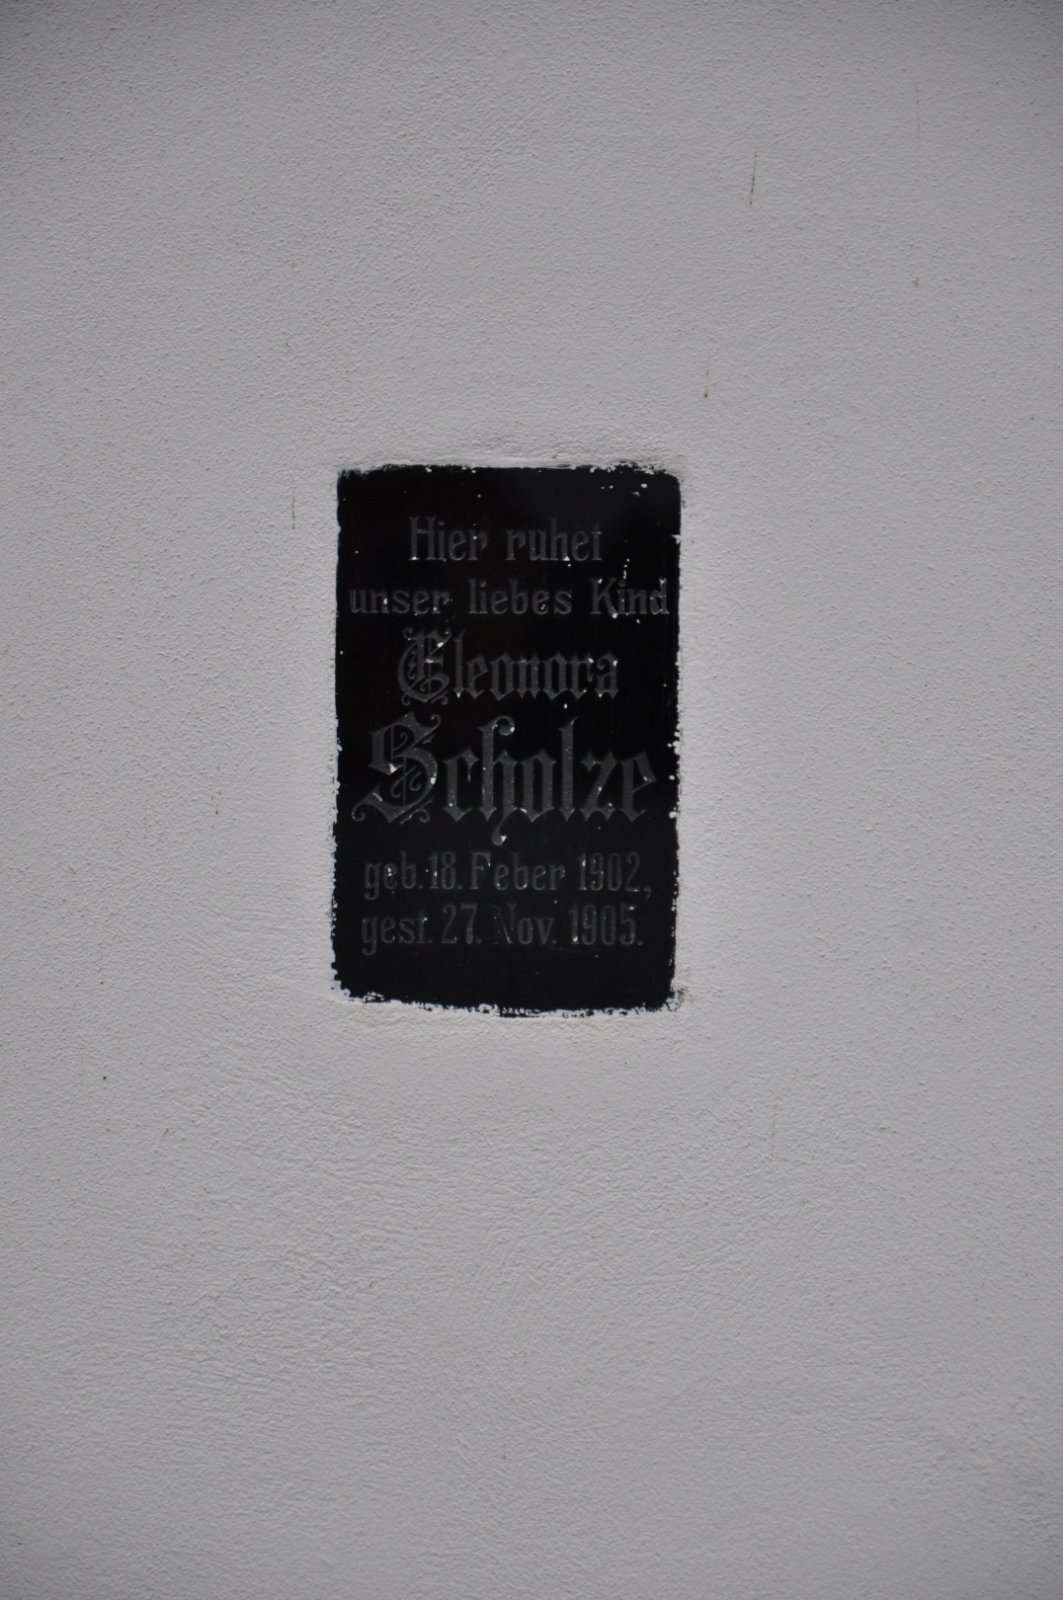 Hier ruhet
unser liebes Kind
Eleonora
Scholze
geb. 18. Feber 1902,
gest. 27. Nov. 1905.